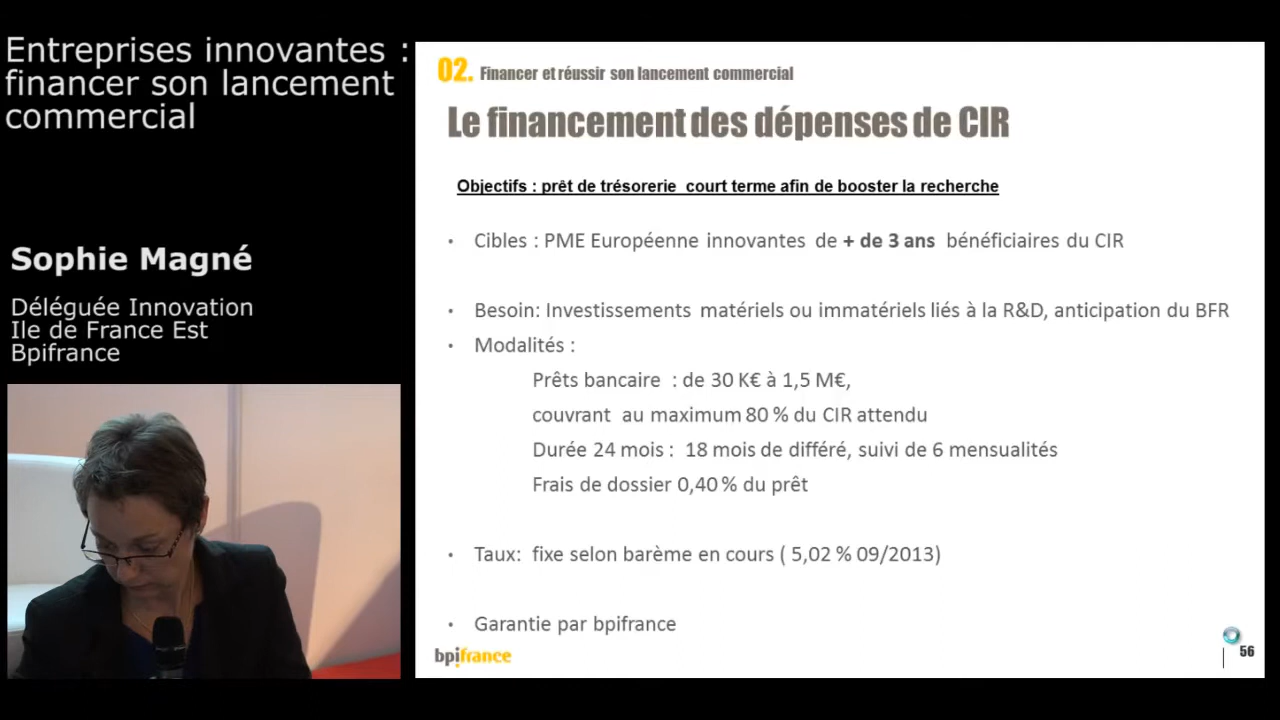 Entreprises innovantes :
financer son lancement
commercial
Sophie Magné
Déléguée Innovation
Ile de France Est
Bpifrance
02. Financer et réussir son lancement commercial
Le financement des dépenses de CIR
Objectifs : prêt de trésorerie court terme afin de booster la recherche
• Cibles : PME Européenne innovantes de + de 3 ans bénéficiaires du CIR
• Besoin: Investissements matériels ou immatériels liés à la R&D, anticipation du BFR
• Modalités :
Prêts bancaire : de 30 K€ à 1,5 M€,
couvrant au maximum 80 % du CIR attendu
Durée 24 mois : 18 mois de différé, suivi de 6 mensualités
Frais de dossier 0,40 % du prêt
• Taux: fixe selon barème en cours ( 5,02 % 09/2013)
• Garantie par bpifrance
bpifrance
56